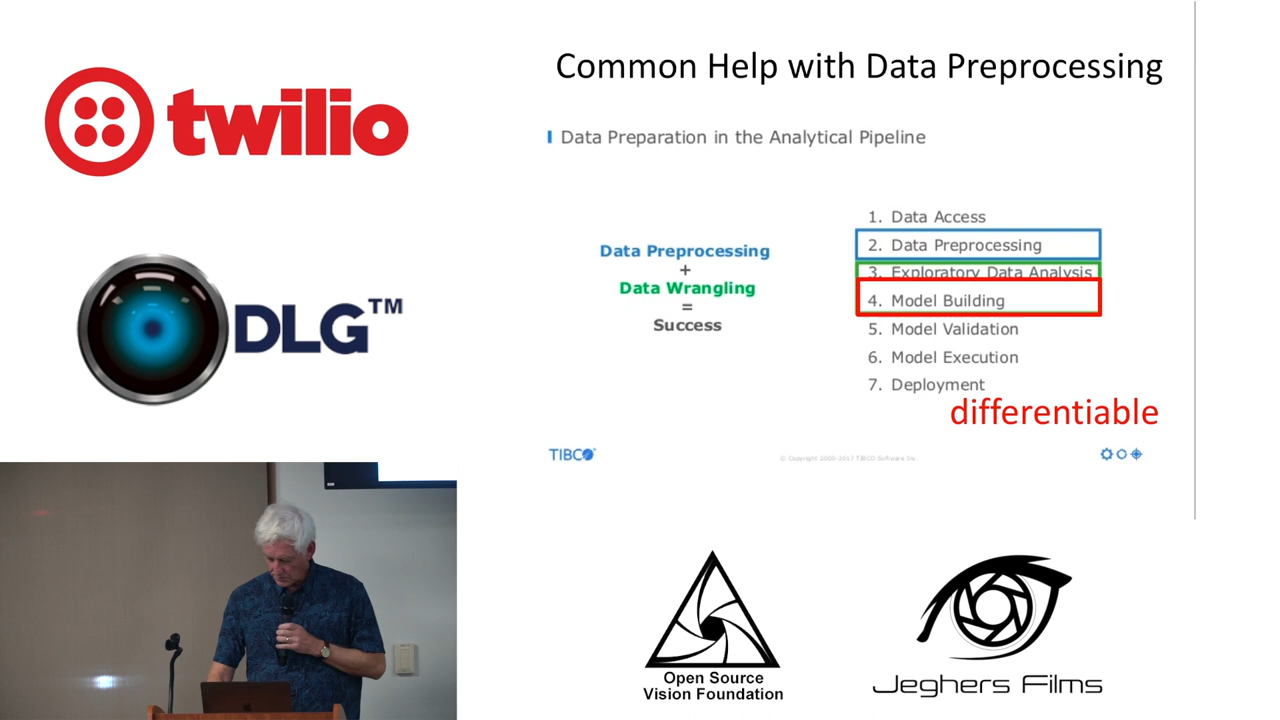 twilio
DLG™
Common Help with Data Preprocessing
Data Preparation in the Analytical Pipeline
Data Preprocessing
+
Data Wrangling
=
Success
1. Data Access
2. Data Preprocessing
3. Exploratory Data Analysis
4. Model Building
5. Model Validation
6. Model Execution
7. Deployment
differentiable
TIBCO
© Copyright 2000-2017 TIBCO Software Inc.
Open Source
Vision Foundation
Jeghers Films